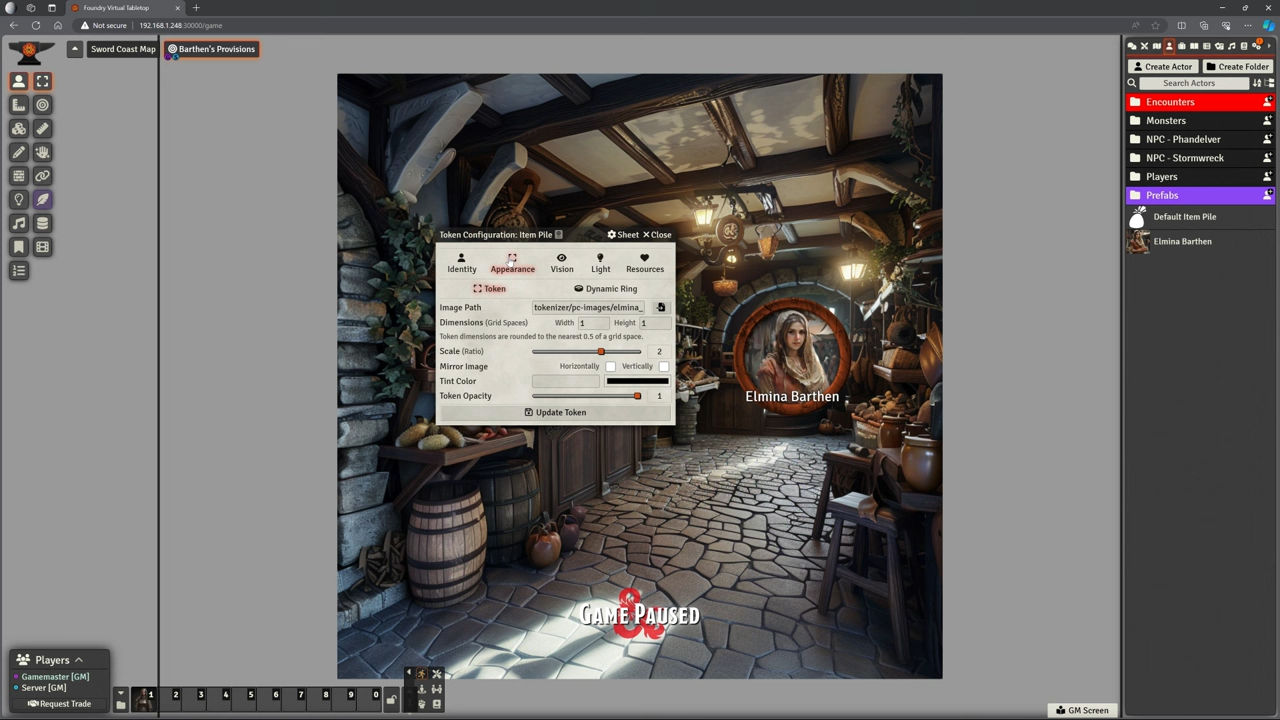 Foundry Virtual Tabletop
Not secure
192.168.1.248:30000/game
Sword Coast Map
Barthen's Provisions
Create Actor
Create Folder
Search Actors
Encounters
Monsters
NPC - Phandelver
NPC - Stormwreck
Players
Prefabs
Default Item Pile
Elmina Barthen
Token Configuration: Item Pile
Sheet
Close
Identity
Appearance
Vision
Light
Resources
Token
Dynamic Ring
Image Path
tokenizer/pc-images/elmina_
Dimensions (Grid Spaces)
Width 1
Height 1
Token dimensions are rounded to the nearest 0.5 of a grid space.
Scale (Ratio)
2
Mirror Image
Horizontally
Vertically
Tint Color
Token Opacity
1
Update Token
Elmina Barthen
Game Paused
Players
Gamemaster [GM]
Server [GM]
Request Trade
1 2 3 4 5 6 7 8 9 0
GM Screen